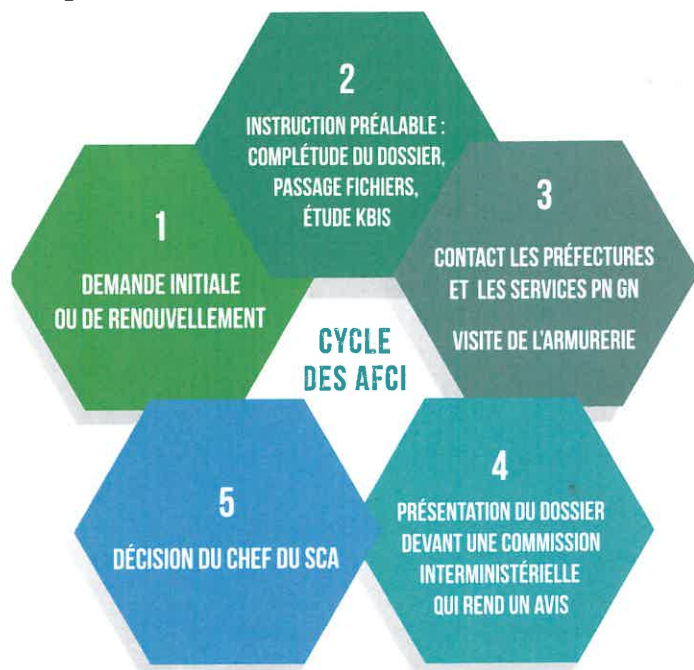 1
DEMANDE INITIALE
OU DE RENOUVELLEMENT
2
INSTRUCTION PRÉALABLE :
COMPLÉTUDE DU DOSSIER,
PASSAGE FICHIERS,
ÉTUDE KBIS
3
CONTACT LES PRÉFECTURES
ET LES SERVICES PN GN
VISITE DE L'ARMURERIE
4
PRÉSENTATION DU DOSSIER
DEVANT UNE COMMISSION
INTERMINISTÉRIELLE
QUI REND UN AVIS
5
DÉCISION DU CHEF DU SCA
CYCLE
DES AFCI